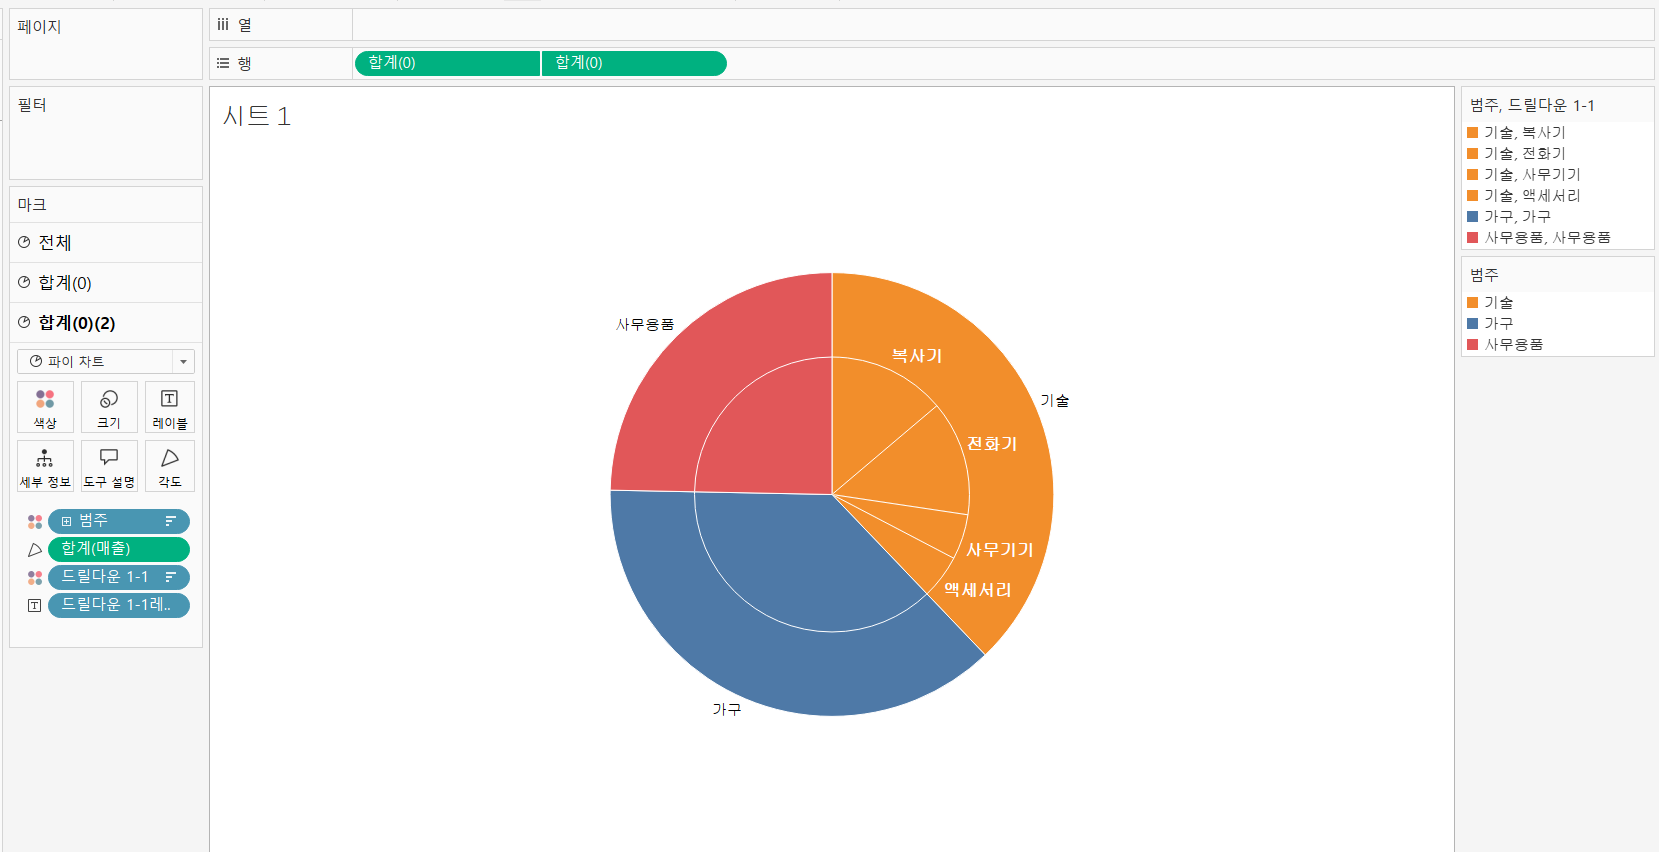 페이지
필터
마크
전체
합계(0)
합계(0)(2)
파이 차트
색상
크기
레이블
세부 정보
도구 설명
각도
범주
합계(매출)
드릴다운 1-1
드릴다운 1-1레..
열
행
합계(0)
합계(0)
시트 1
사무용품
복사기
기술
전화기
사무기기
액세서리
가구
범주, 드릴다운 1-1
기술, 복사기
기술, 전화기
기술, 사무기기
기술, 액세서리
가구, 가구
사무용품, 사무용품
범주
기술
가구
사무용품